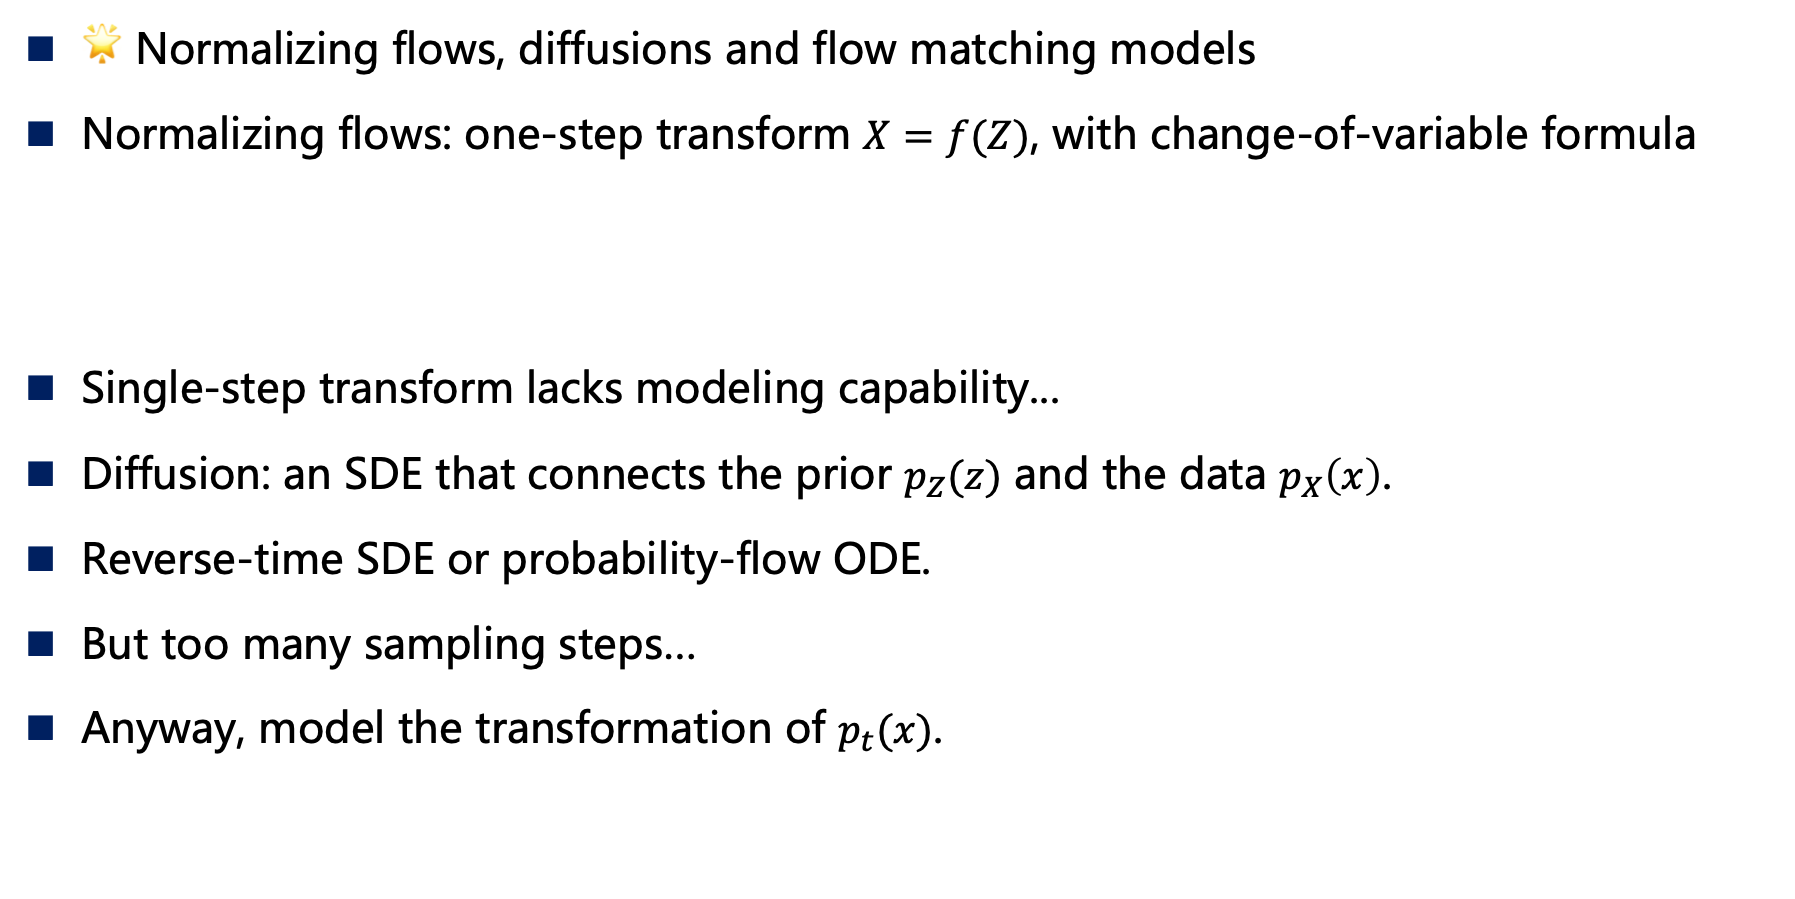 ■ 🌟 Normalizing flows, diffusions and flow matching models
■ Normalizing flows: one-step transform X = f(Z), with change-of-variable formula
■ Single-step transform lacks modeling capability...
■ Diffusion: an SDE that connects the prior p_Z(z) and the data p_X(x).
■ Reverse-time SDE or probability-flow ODE.
■ But too many sampling steps...
■ Anyway, model the transformation of p_t(x).